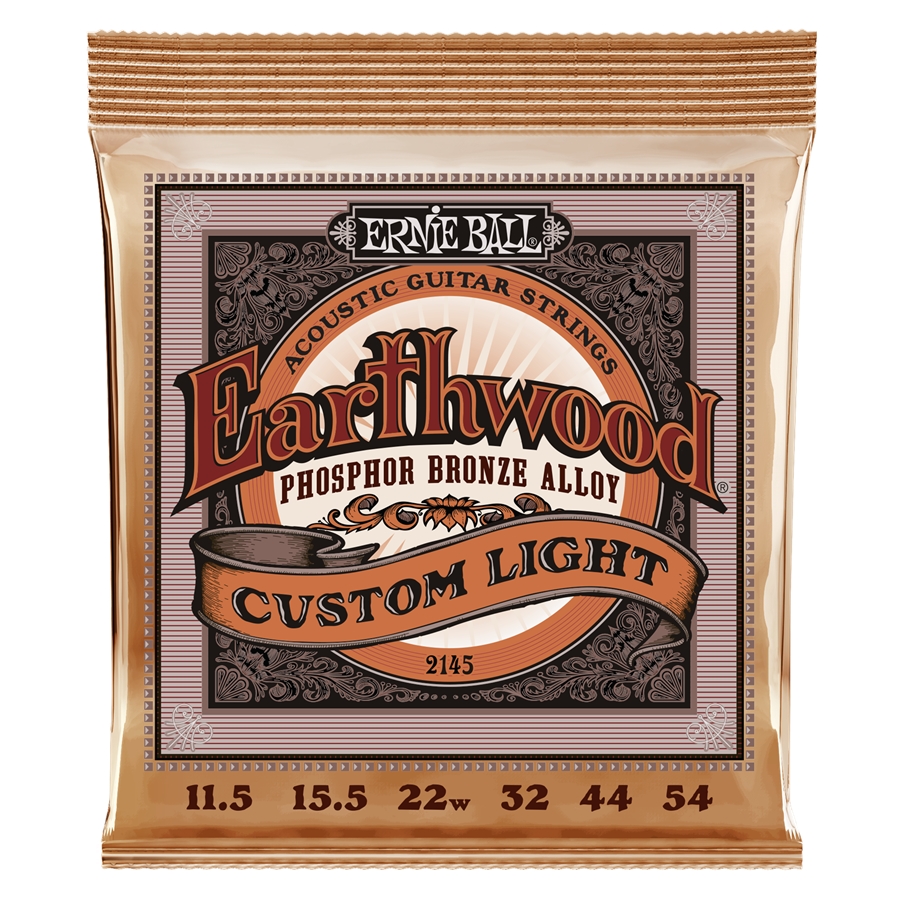 ERNIE BALL®
ACOUSTIC GUITAR STRINGS
Earthwood®
PHOSPHOR BRONZE ALLOY
CUSTOM LIGHT
2145
11.5 15.5 22w 32 44 54